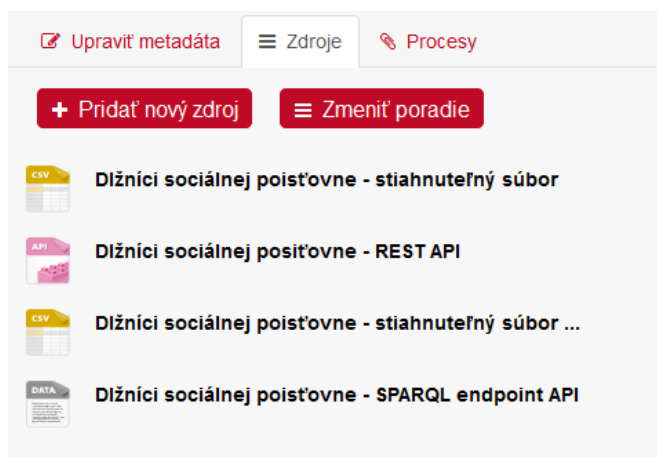 Upraviť metadáta
Zdroje
Procesy
Pridať nový zdroj
Zmeniť poradie
CSV
Dlžníci sociálnej poisťovne - stiahnuteľný súbor
API
Dlžníci sociálnej posiťovne - REST API
CSV
Dlžníci sociálnej poisťovne - stiahnuteľný súbor ...
DATA
Dlžníci sociálnej poisťovne - SPARQL endpoint API